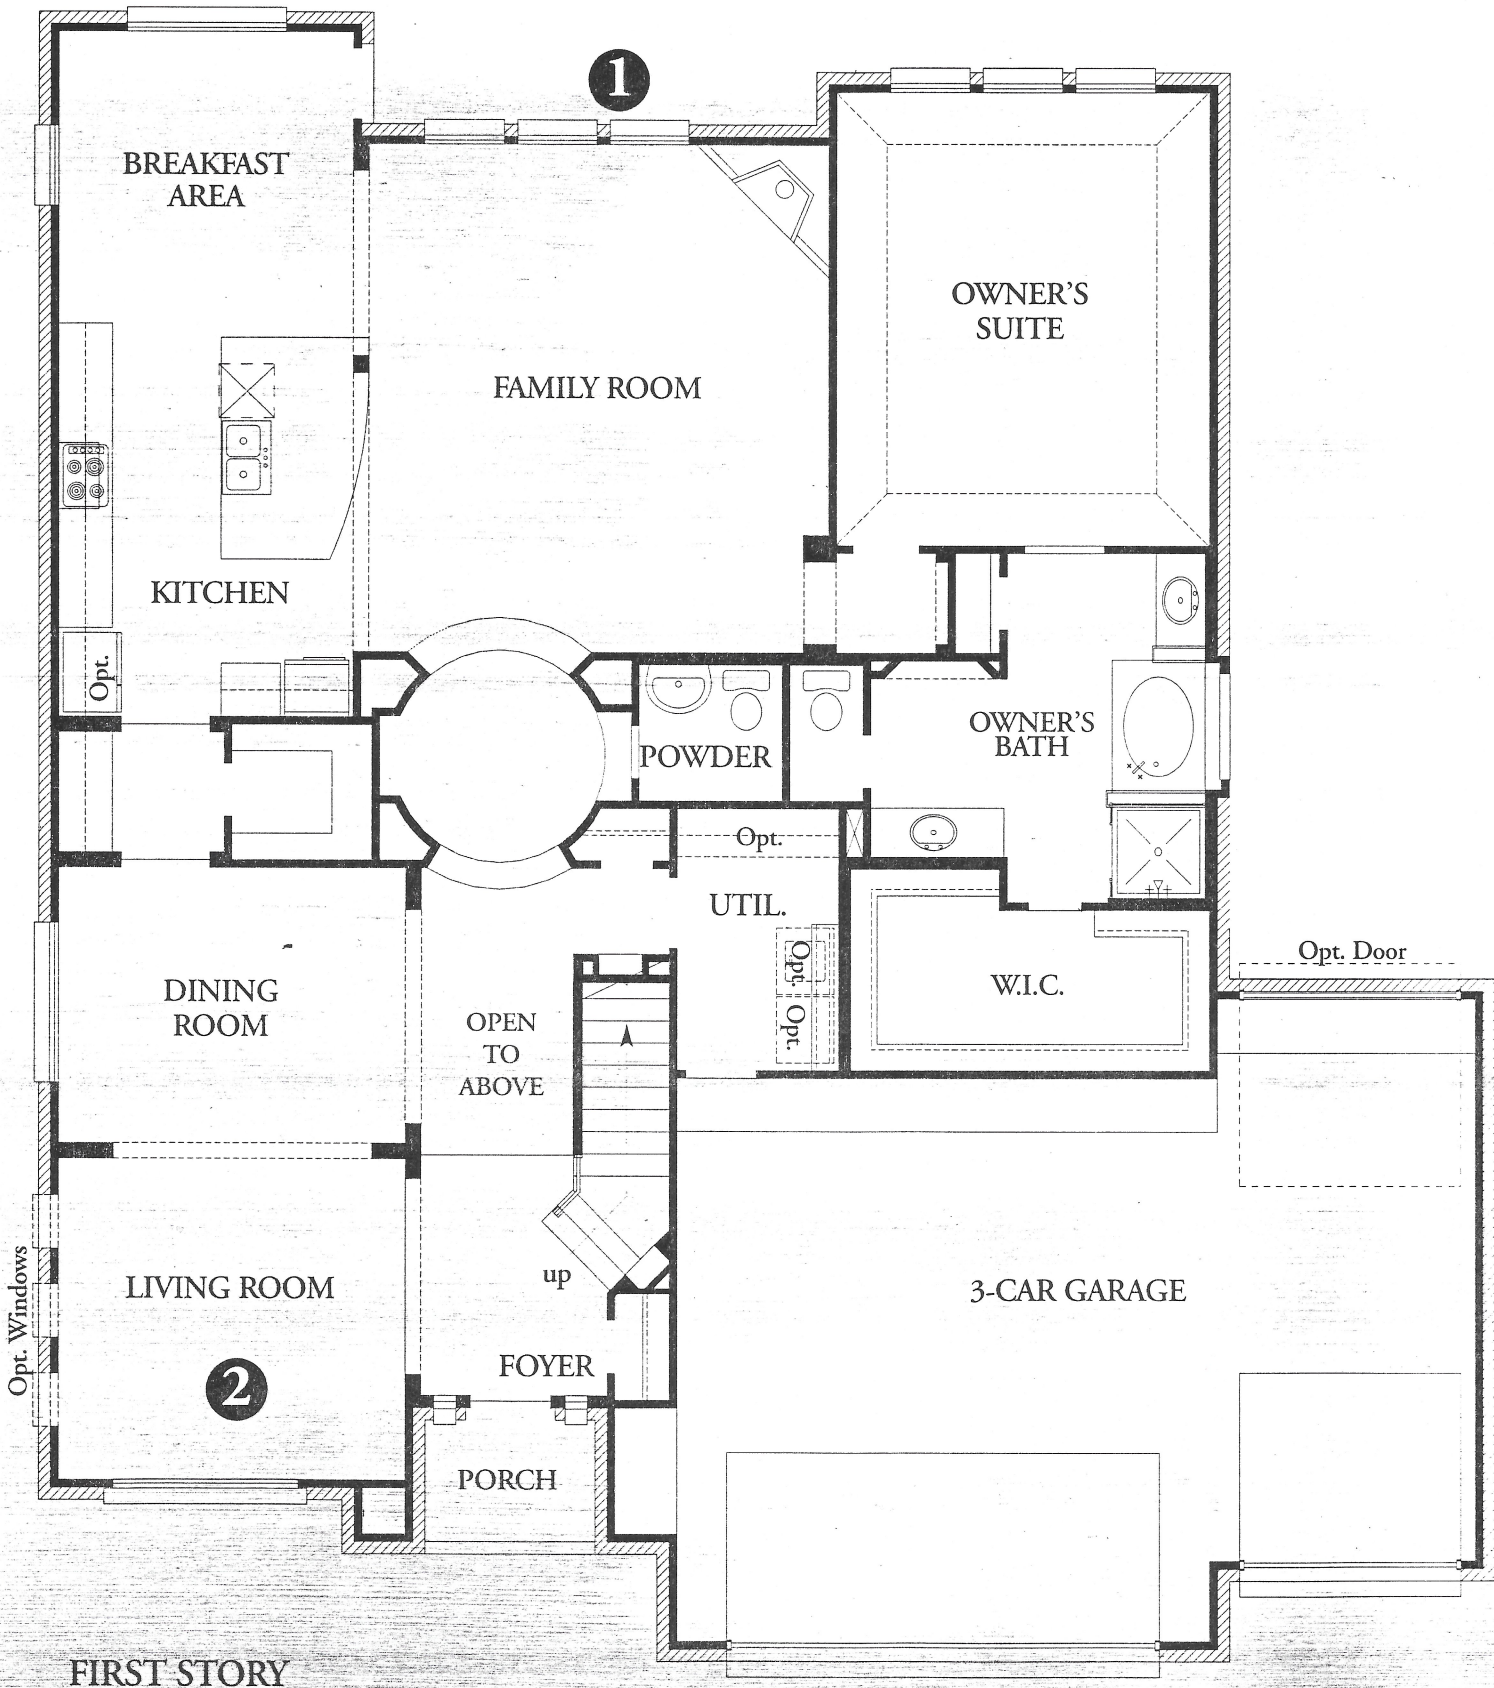 1
BREAKFAST
AREA
OWNER'S
SUITE
FAMILY ROOM
KITCHEN
Opt.
POWDER
OWNER'S
BATH
Opt.
UTIL.
Opt.
Opt.
W.I.C.
Opt. Door
DINING
ROOM
OPEN
TO
ABOVE
up
LIVING ROOM
Opt. Windows
3-CAR GARAGE
2
FOYER
PORCH
FIRST STORY